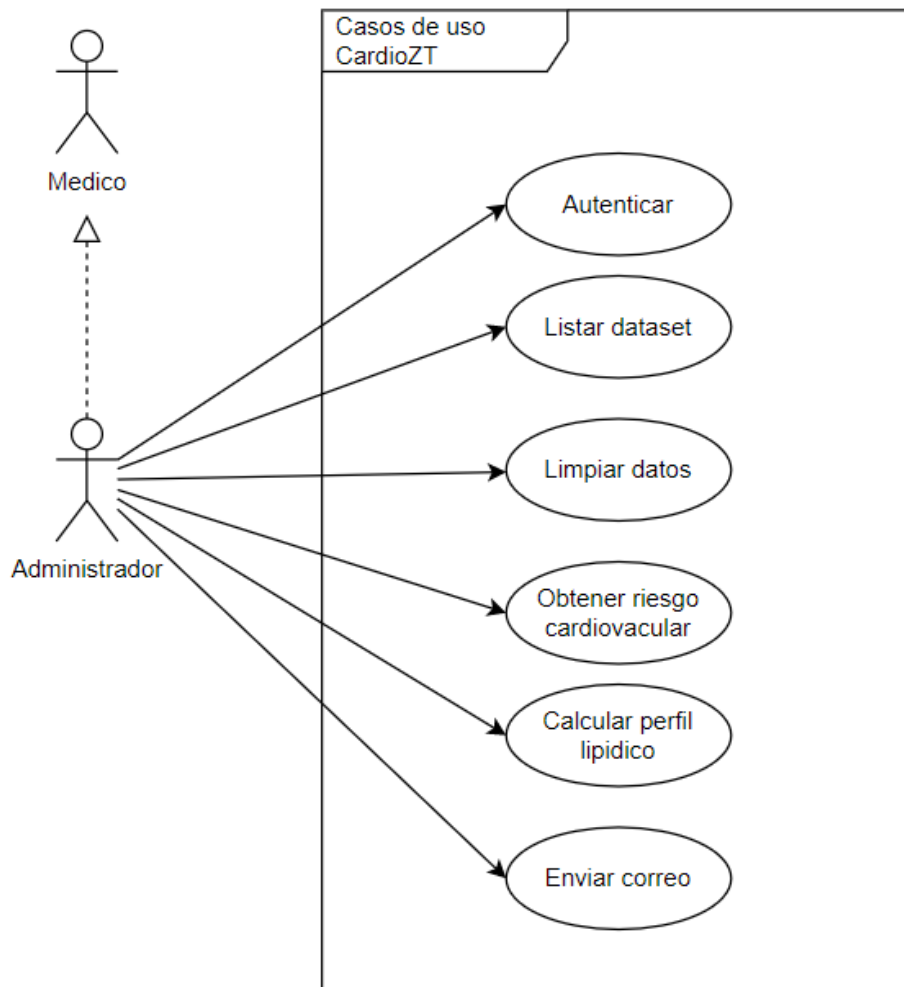 Casos de uso
CardioZT
Medico
Autenticar
Listar dataset
Limpiar datos
Administrador
Obtener riesgo
cardiovacular
Calcular perfil
lipidico
Enviar correo